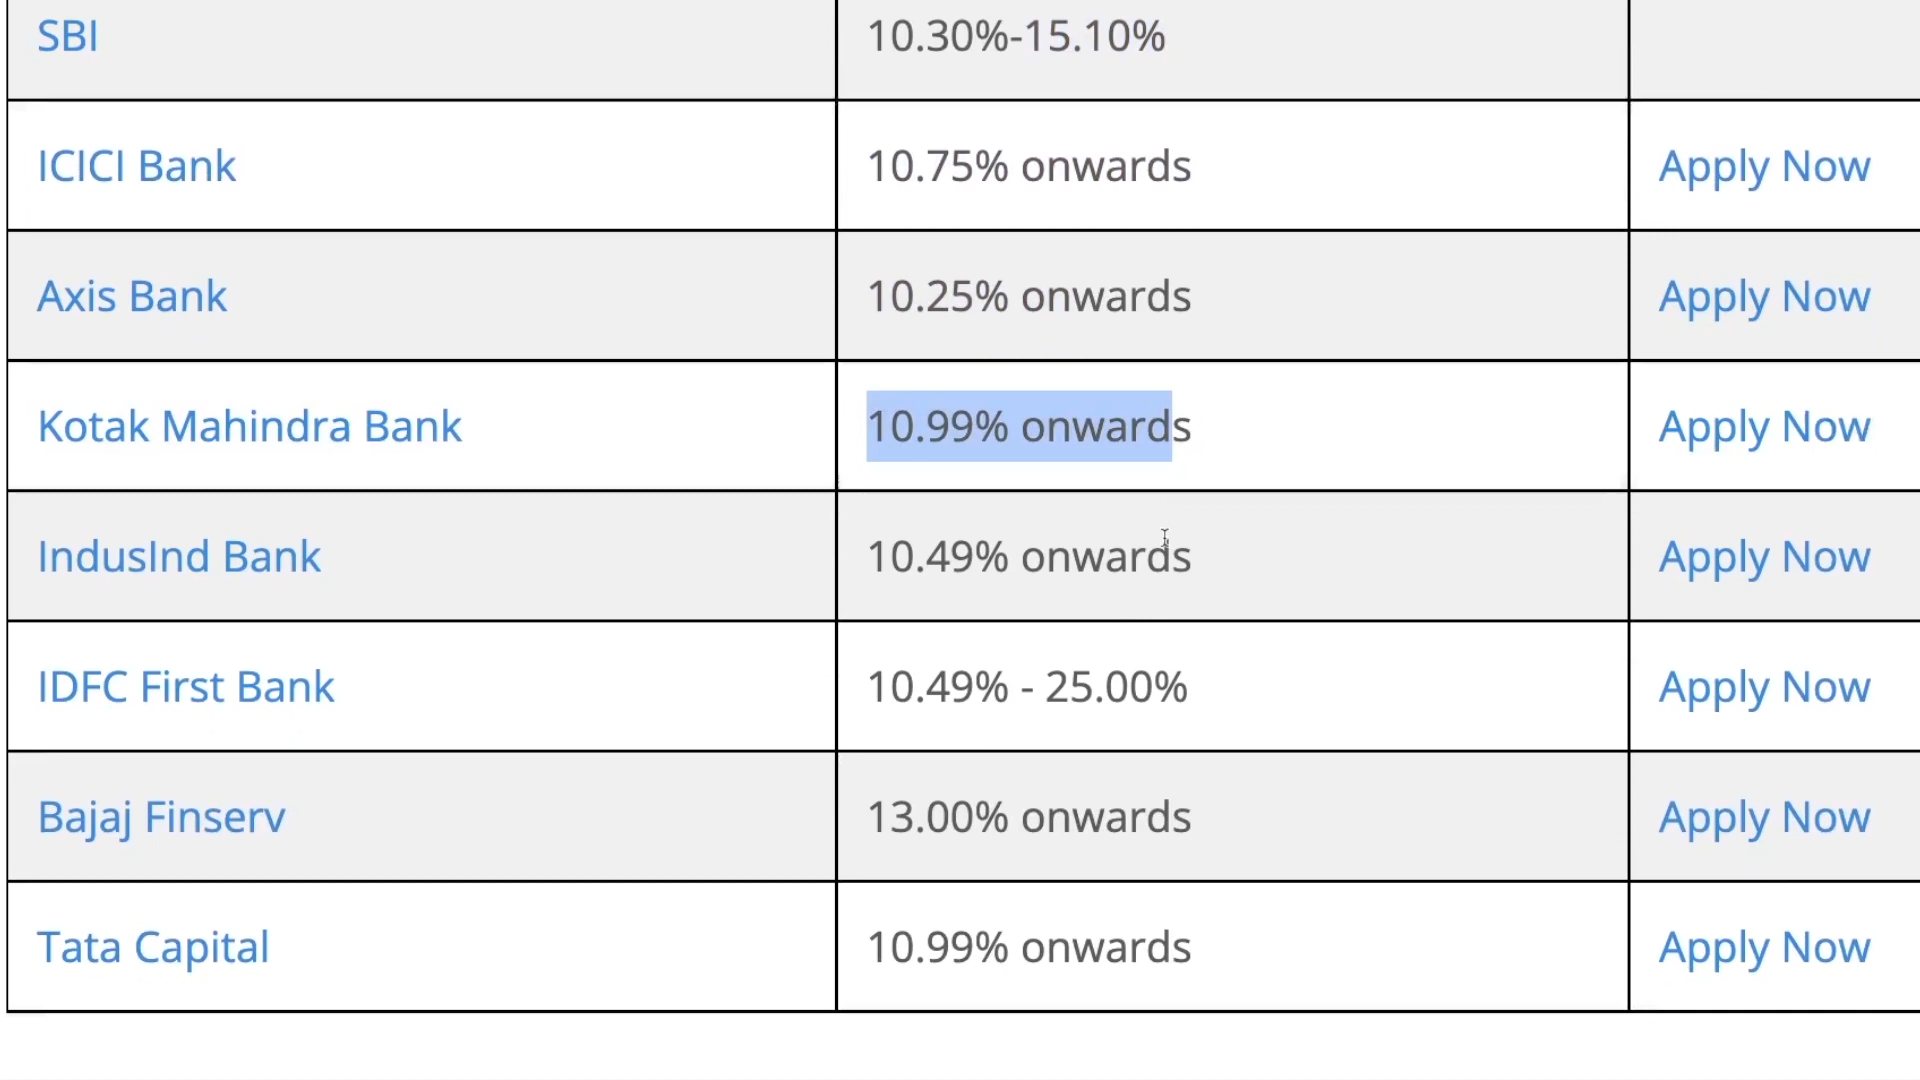 SBI 10.30%-15.10%
ICICI Bank 10.75% onwards Apply Now
Axis Bank 10.25% onwards Apply Now
Kotak Mahindra Bank 10.99% onwards Apply Now
IndusInd Bank 10.49% onwards Apply Now
IDFC First Bank 10.49% - 25.00% Apply Now
Bajaj Finserv 13.00% onwards Apply Now
Tata Capital 10.99% onwards Apply Now